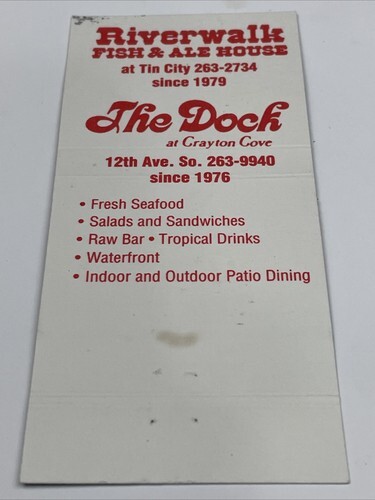 Riverwalk
FISH & ALE HOUSE
at Tin City 263-2734
since 1979
The Dock
at Crayton Cove
12th Ave. So. 263-9940
since 1976
• Fresh Seafood
• Salads and Sandwiches
• Raw Bar • Tropical Drinks
• Waterfront
• Indoor and Outdoor Patio Dining